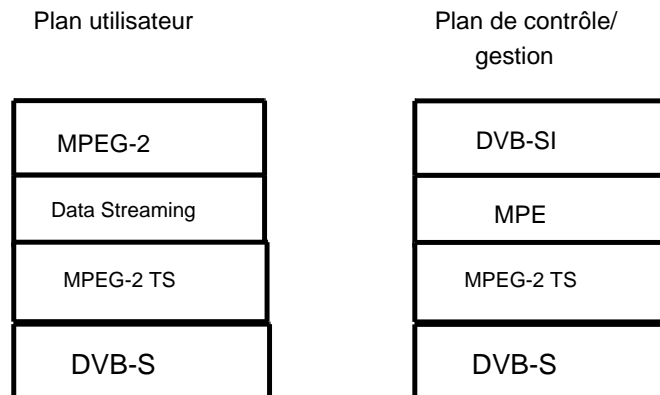 Plan utilisateur
MPEG-2
Data Streaming
MPEG-2 TS
DVB-S
Plan de contrôle/
gestion
DVB-SI
MPE
MPEG-2 TS
DVB-S